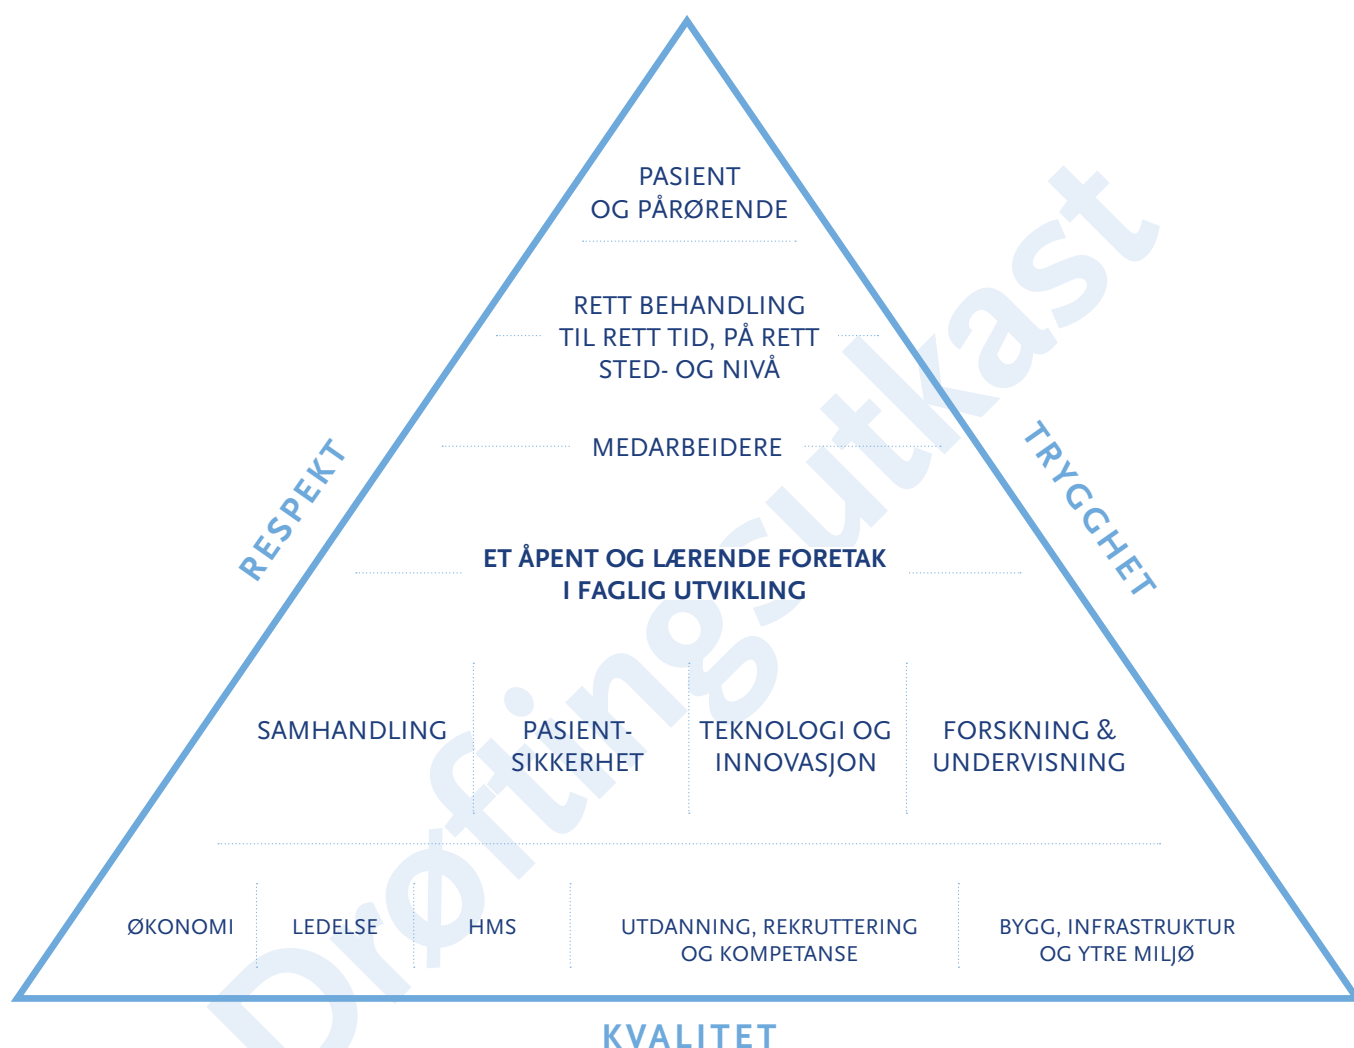 PASIENT
OG PÅRØRENDE
RETT BEHANDLING
TIL RETT TID, PÅ RETT
STED- OG NIVÅ
MEDARBEIDERE
RESPEKT
TRYGGHET
ET ÅPENT OG LÆRENDE FORETAK
I FAGLIG UTVIKLING
SAMHANDLING
PASIENT-
SIKKERHET
TEKNOLOGI OG
INNOVASJON
FORSKNING &
UNDERVISNING
ØKONOMI
LEDELSE
HMS
UTDANNING, REKRUTTERING
OG KOMPETANSE
BYGG, INFRASTRUKTUR
OG YTRE MILJØ
KVALITET
Drøftingsutkast